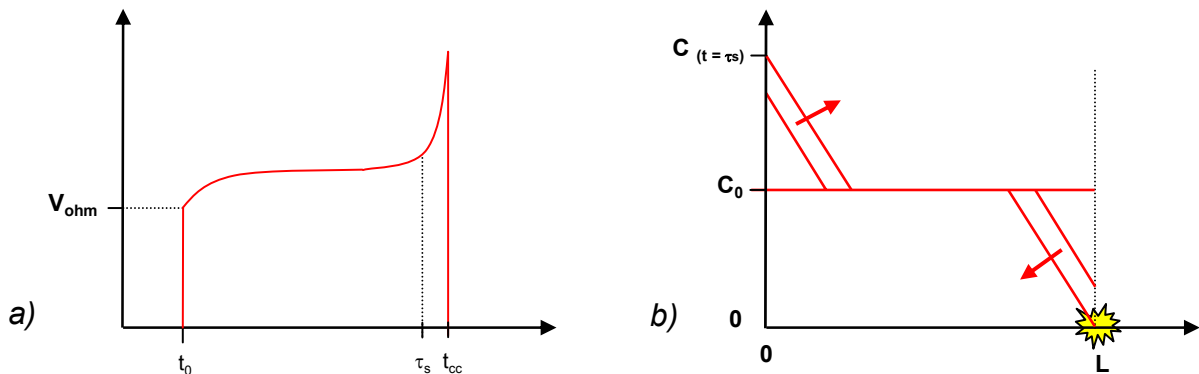 a)
V_ohm
t_0
τ_s
t_cc
b)
C (t = τs)
C_0
0
0
L